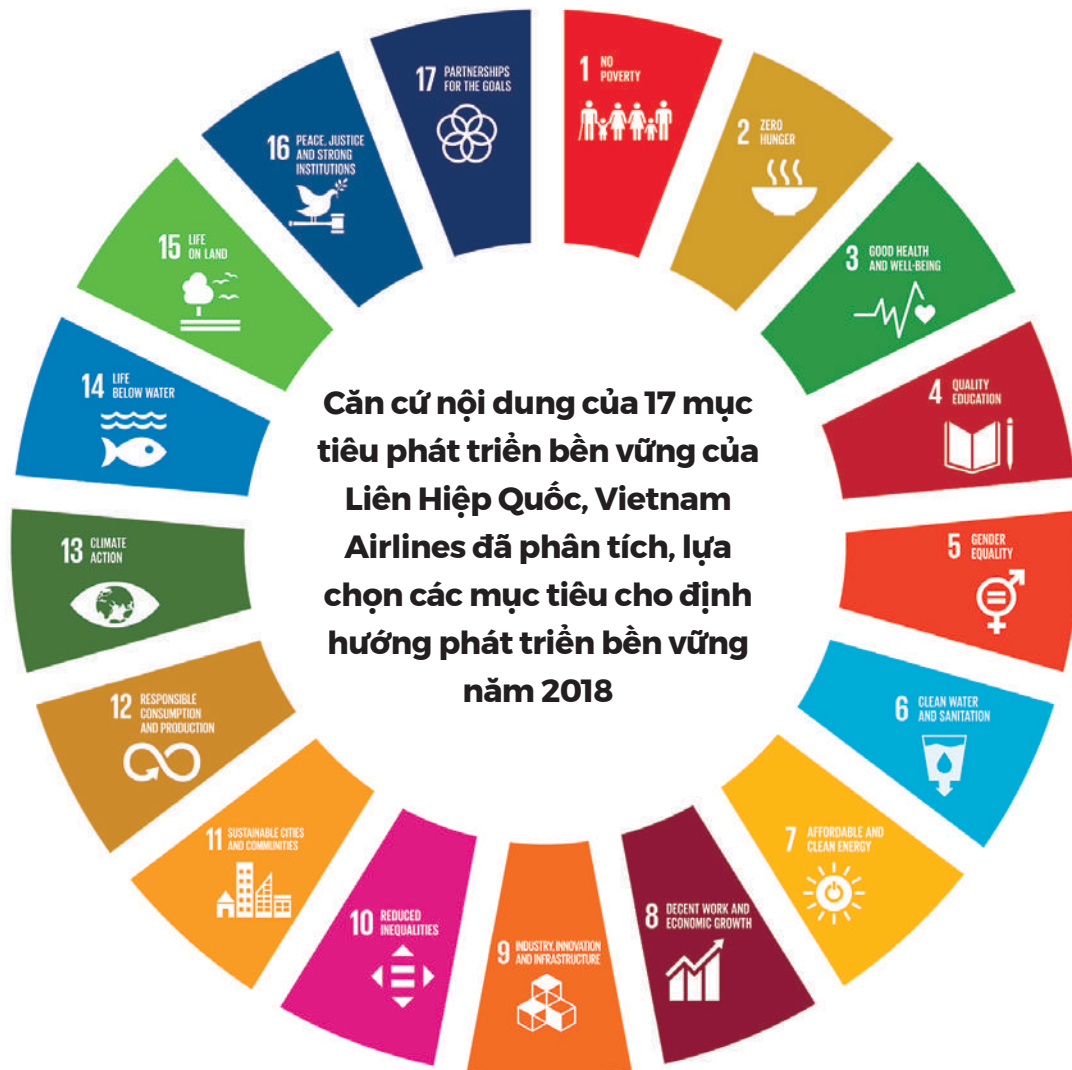 1 NO
POVERTY
2 ZERO
HUNGER
3 GOOD HEALTH
AND WELL-BEING
4 QUALITY
EDUCATION
5 GENDER
EQUALITY
6 CLEAN WATER
AND SANITATION
7 AFFORDABLE AND
CLEAN ENERGY
8 DECENT WORK AND
ECONOMIC GROWTH
9 INDUSTRY, INNOVATION
AND INFRASTRUCTURE
10 REDUCED
INEQUALITIES
11 SUSTAINABLE CITIES
AND COMMUNITIES
12 RESPONSIBLE
CONSUMPTION
AND PRODUCTION
13 CLIMATE
ACTION
14 LIFE
BELOW WATER
15 LIFE
ON LAND
16 PEACE, JUSTICE
AND STRONG
INSTITUTIONS
17 PARTNERSHIPS
FOR THE GOALS
Căn cứ nội dung của 17 mục
tiêu phát triển bền vững của
Liên Hiệp Quốc, Vietnam
Airlines đã phân tích, lựa
chọn các mục tiêu cho định
hướng phát triển bền vững
năm 2018